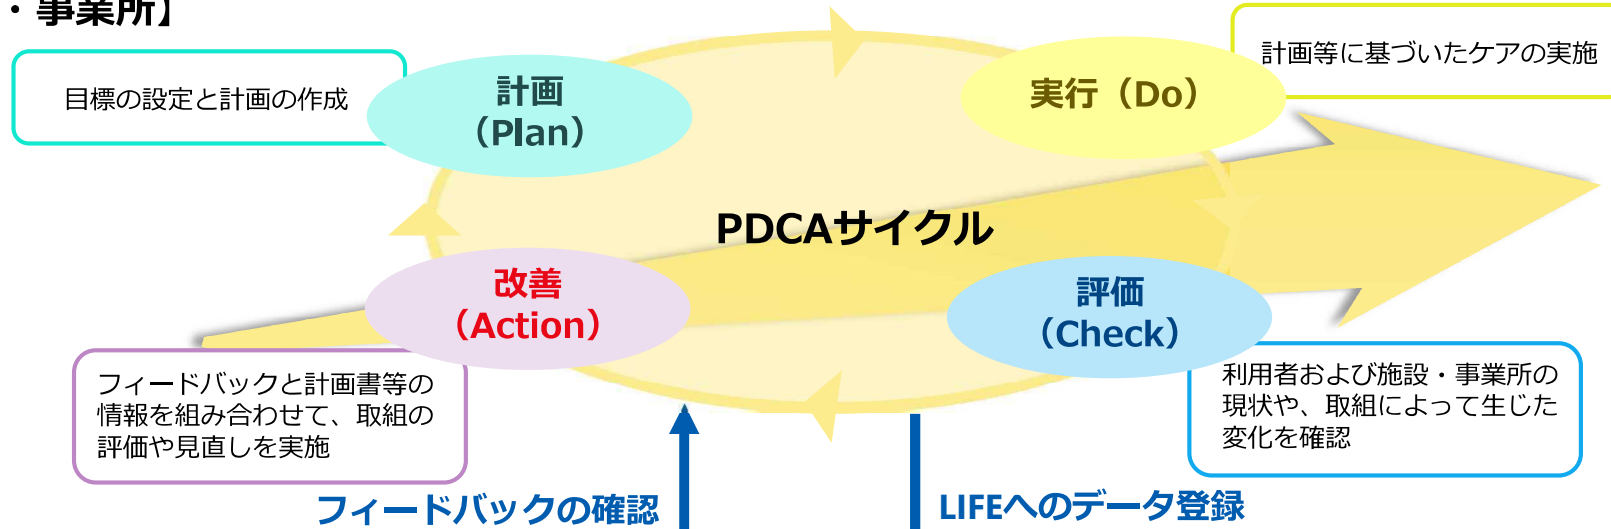 ・事業所】
目標の設定と計画の作成
計画
（Plan）
実行（Do）
計画等に基づいたケアの実施
PDCAサイクル
改善
（Action）
評価
（Check）
フィードバックと計画書等の
情報を組み合わせて、取組の
評価や見直しを実施
利用者および施設・事業所の
現状や、取組によって生じた
変化を確認
フィードバックの確認
LIFEへのデータ登録